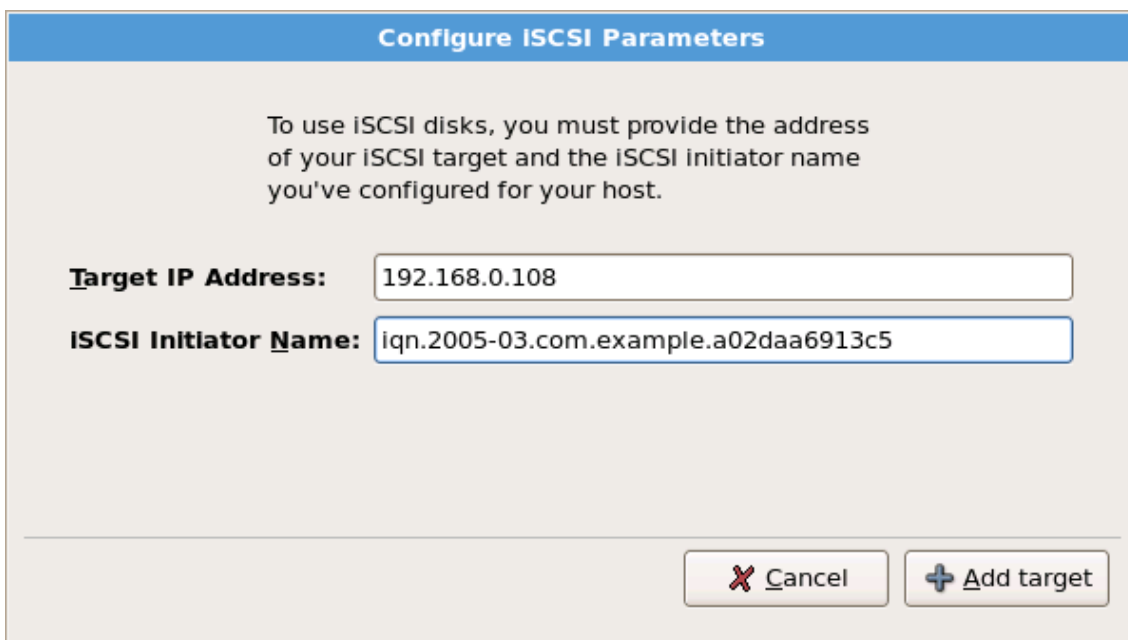 Configure iSCSI Parameters
To use iSCSI disks, you must provide the address
of your iSCSI target and the iSCSI initiator name
you've configured for your host.
Target IP Address: 192.168.0.108
iSCSI Initiator Name: iqn.2005-03.com.example.a02daa6913c5
Cancel Add target